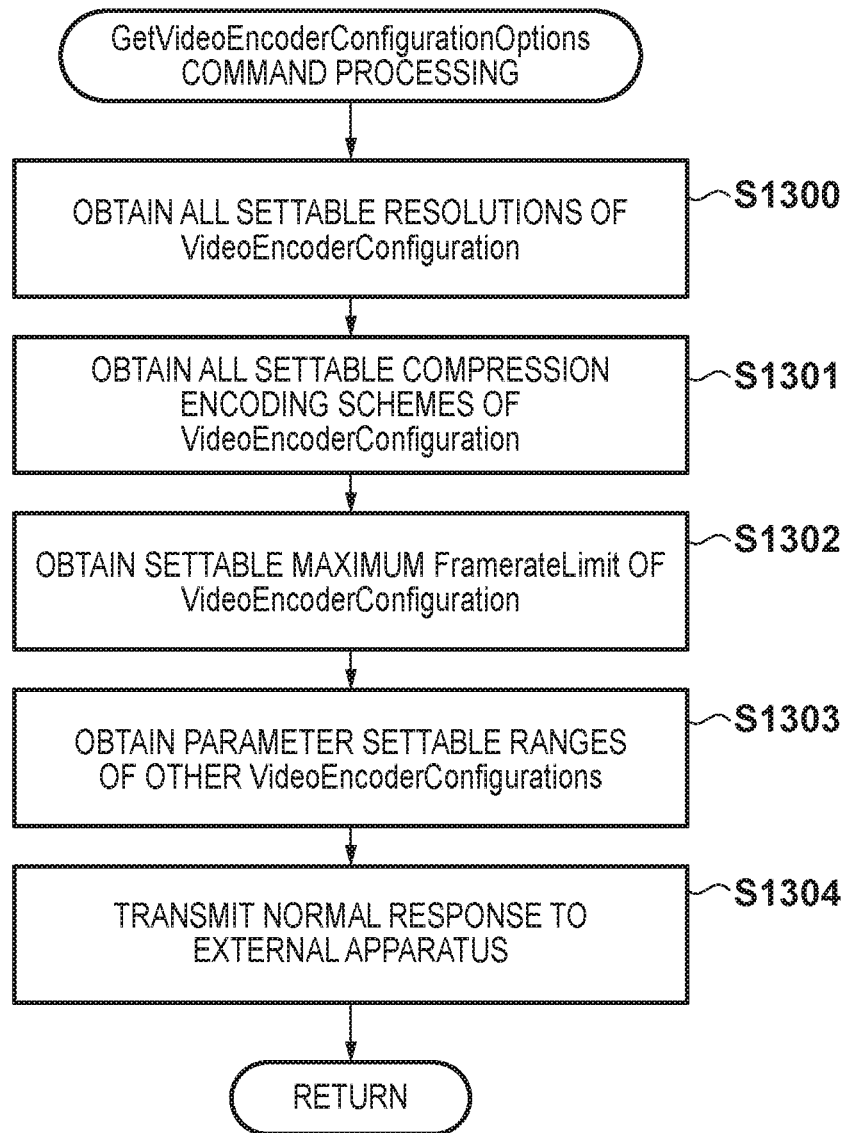 GetVideoEncoderConfigurationOptions
COMMAND PROCESSING
OBTAIN ALL SETTABLE RESOLUTIONS OF
VideoEncoderConfiguration
S1300
OBTAIN ALL SETTABLE COMPRESSION
ENCODING SCHEMES OF
VideoEncoderConfiguration
S1301
OBTAIN SETTABLE MAXIMUM FramerateLimit OF
VideoEncoderConfiguration
S1302
OBTAIN PARAMETER SETTABLE RANGES
OF OTHER VideoEncoderConfigurations
S1303
TRANSMIT NORMAL RESPONSE TO
EXTERNAL APPARATUS
S1304
RETURN